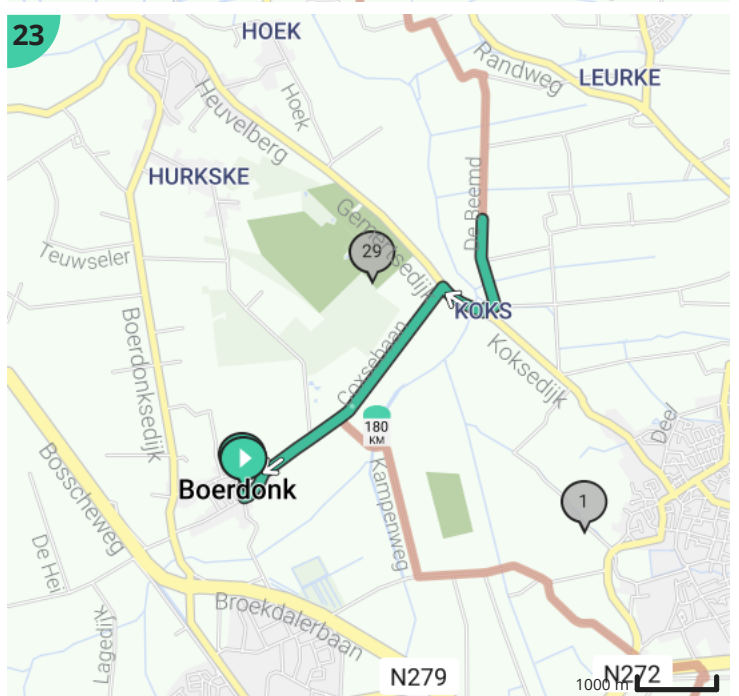 23
HOEK
Randweg
LEURKE
Heuvelberg
Hoek
HURKSKE
De Beemd
Gemertsedijk
29
Teuwseler
KOKS
Boerdonksedijk
Coxsebaan
Koksedijk
180
KM
Deel
Bosscheweg
Boerdonk
Kampenweg
1
De Hei
Broekdalerbaan
Lagedijk
N279
N272
1000 m